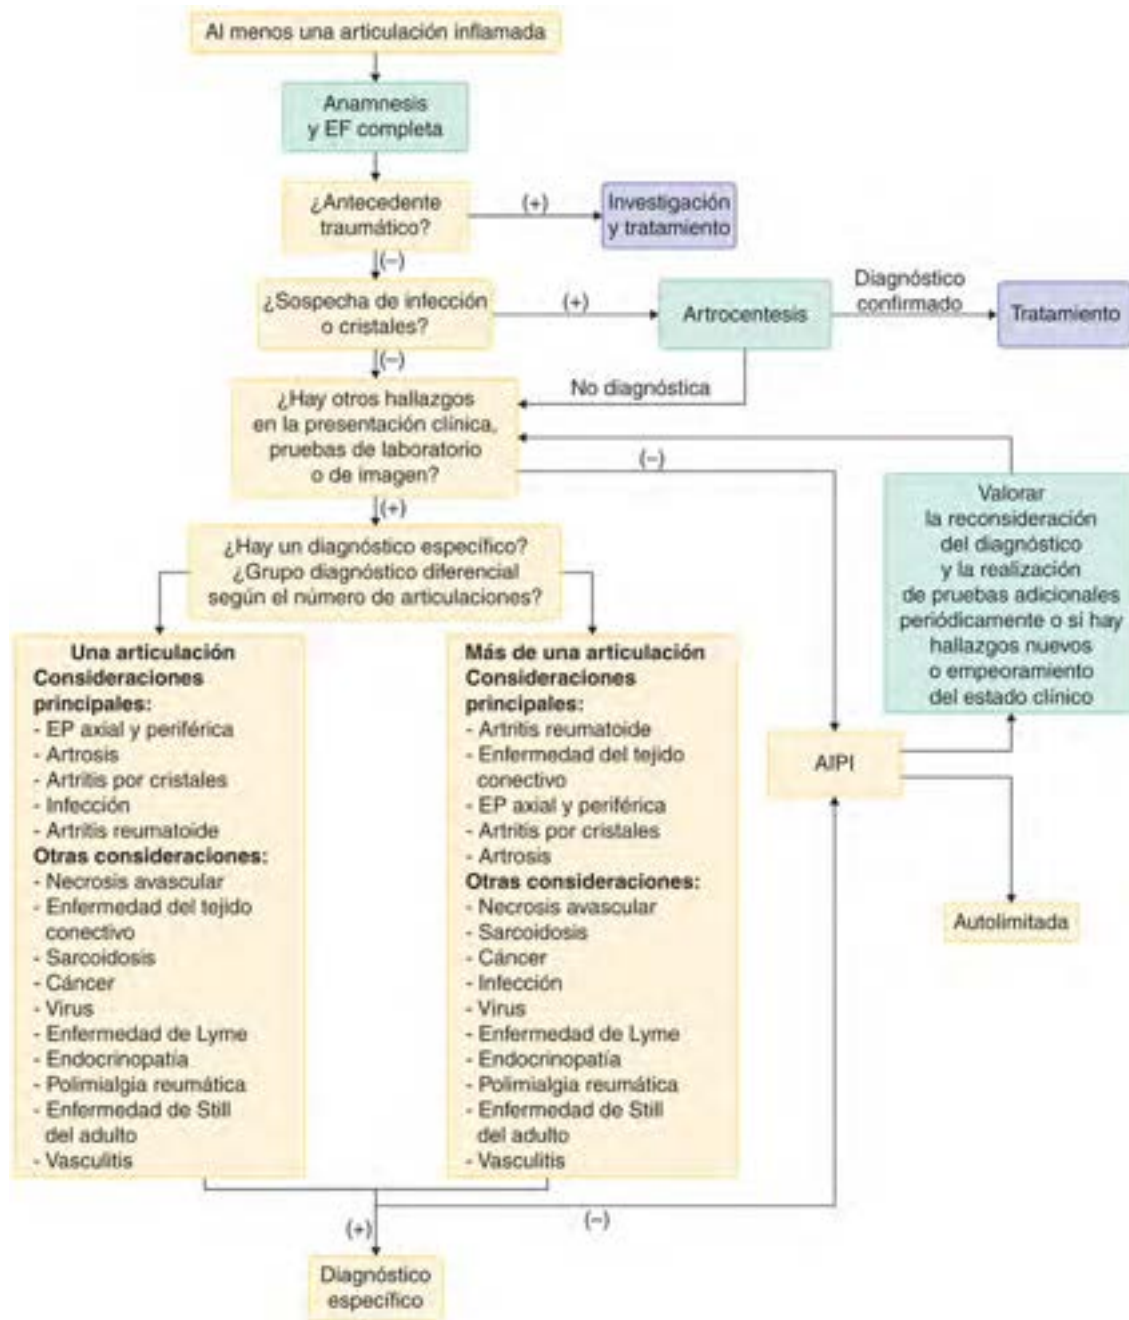 Al menos una articulación inflamada
Anamnesis
y EF completa
¿Antecedente
traumático?
(+)
Investigación
y tratamiento
(–)
¿Sospecha de infección
o cristales?
(+)
Artrocentesis
Diagnóstico
confirmado
Tratamiento
(–)
No diagnóstica
¿Hay otros hallazgos
en la presentación clínica,
pruebas de laboratorio
o de imagen?
(–)
(+)
Valorar
la reconsideración
del diagnóstico
y la realización
de pruebas adicionales
periódicamente o si hay
hallazgos nuevos
o empeoramiento
del estado clínico
¿Hay un diagnóstico específico?
¿Grupo diagnóstico diferencial
según el número de articulaciones?
Una articulación
Consideraciones
principales:
- EP axial y periférica
- Artrosis
- Artritis por cristales
- Infección
- Artritis reumatoide
Otras consideraciones:
- Necrosis avascular
- Enfermedad del tejido
conectivo
- Sarcoidosis
- Cáncer
- Virus
- Enfermedad de Lyme
- Endocrinopatía
- Polimialgia reumática
- Enfermedad de Still
del adulto
- Vasculitis
Más de una articulación
Consideraciones
principales:
- Artritis reumatoide
- Enfermedad del tejido
conectivo
- EP axial y periférica
- Artritis por cristales
- Artrosis
Otras consideraciones:
- Necrosis avascular
- Sarcoidosis
- Cáncer
- Infección
- Virus
- Enfermedad de Lyme
- Endocrinopatía
- Polimialgia reumática
- Enfermedad de Still
del adulto
- Vasculitis
AIPI
Autolimitada
(+)
(–)
Diagnóstico
específico